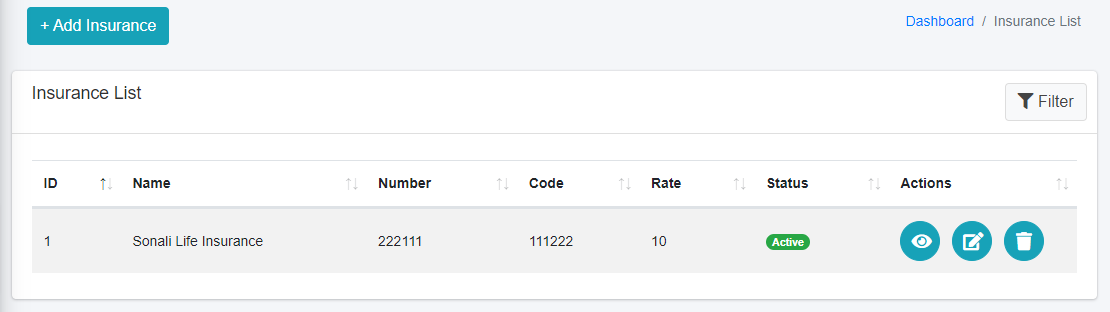 + Add Insurance
Dashboard / Insurance List
Insurance List
Filter
ID Name Number Code Rate Status Actions
1 Sonali Life Insurance 222111 111222 10 Active